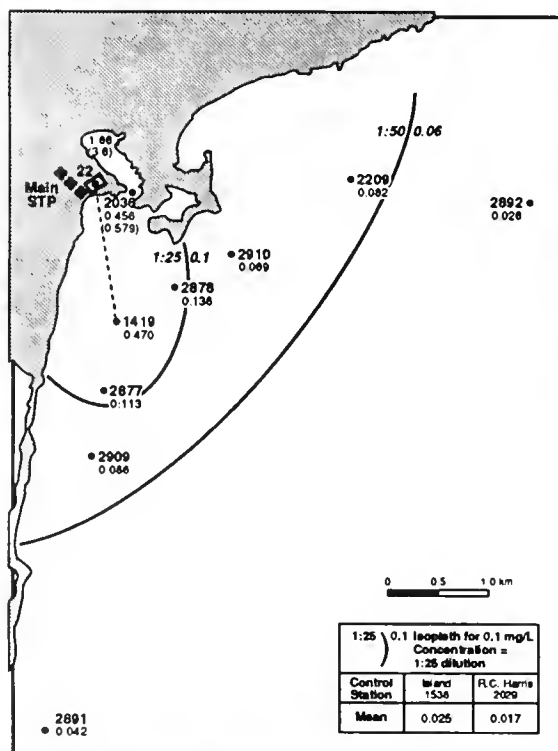 1:50 0.06
1.66
(3.6)
22
Main
STP
2036
0.456
(0.579)
2209
0.082
2892
0.026
1:25 0.1
2910
0.069
2878
0.136
1419
0.470
2877
0.113
2909
0.086
0 0.5 1.0 km
1:25 0.1 Isopleth for 0.1 mg/L
Concentration =
1:25 dilution
Control
Station
Island
1536
R.C. Harris
2029
Mean 0.025 0.017
2891
0.042